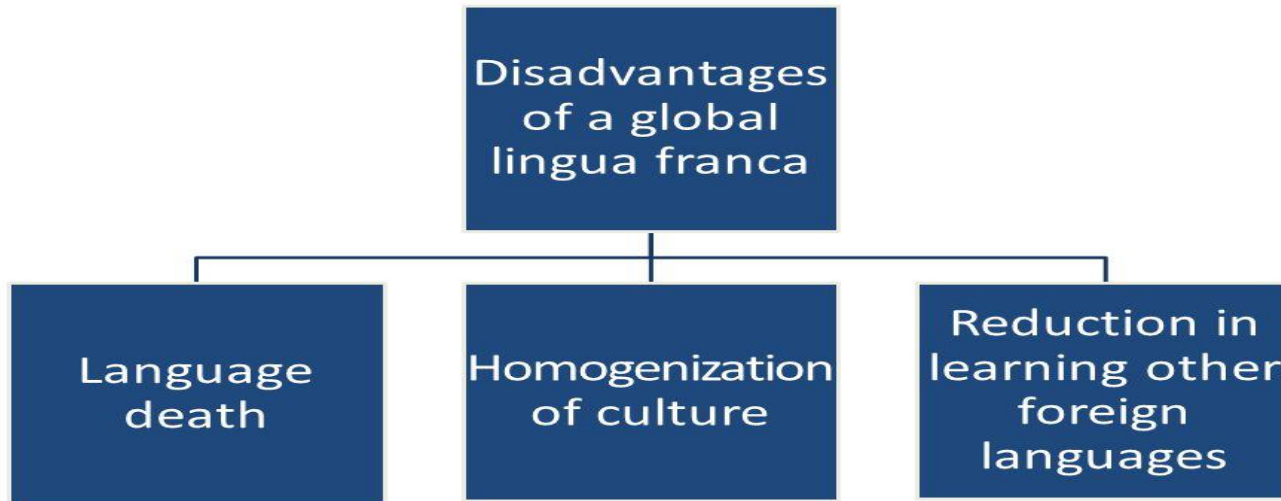 Disadvantages
of a global
lingua franca
Language
death
Homogenization
of culture
Reduction in
learning other
foreign
languages